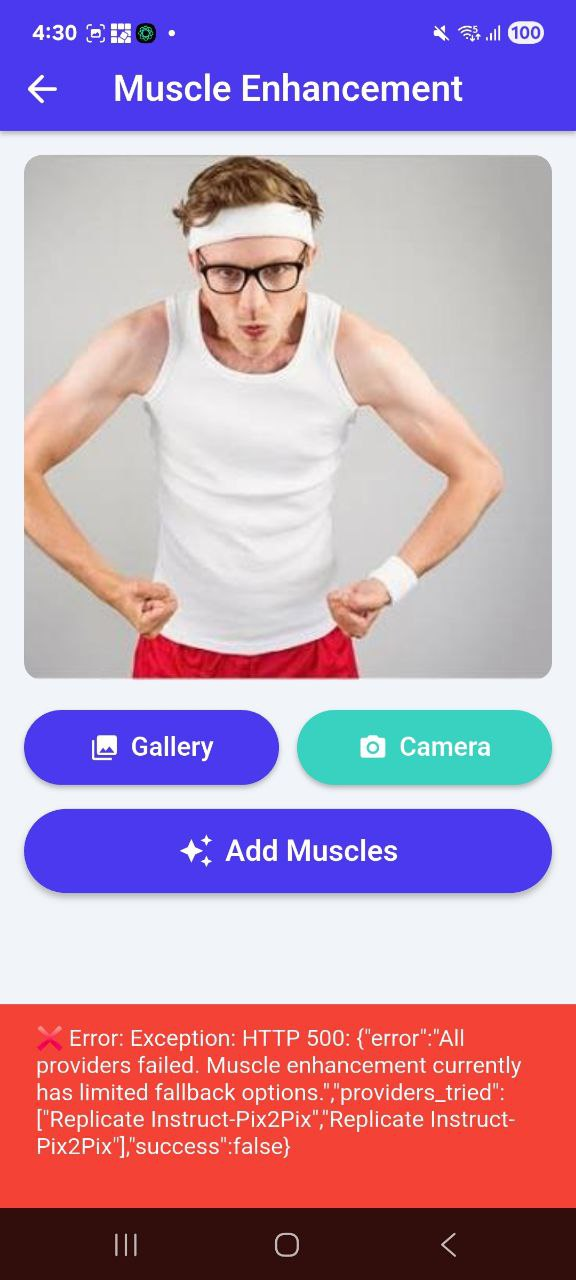 4:30
100
Muscle Enhancement
Gallery
Camera
Add Muscles
❌ Error: Exception: HTTP 500: {"error":"All
providers failed. Muscle enhancement currently
has limited fallback options.","providers_tried":
["Replicate Instruct-Pix2Pix","Replicate Instruct-
Pix2Pix"],"success":false}